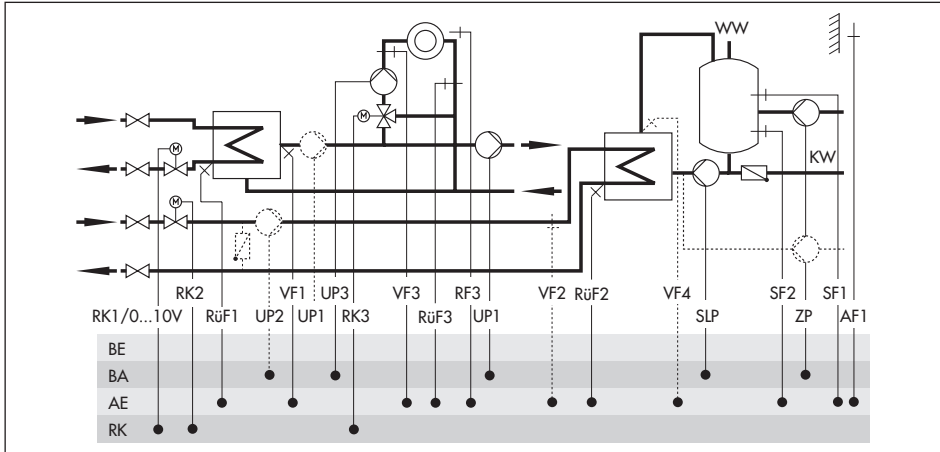 WW
M
M
KW
M
RK2 VF1 UP3 VF3 RF3 VF2 RüF2 VF4 SF2 SF1
RK1/0...10V RüF1 UP2 UP1 RK3 RüF3 UP1 SLP ZP AF1
BE
BA
AE
RK